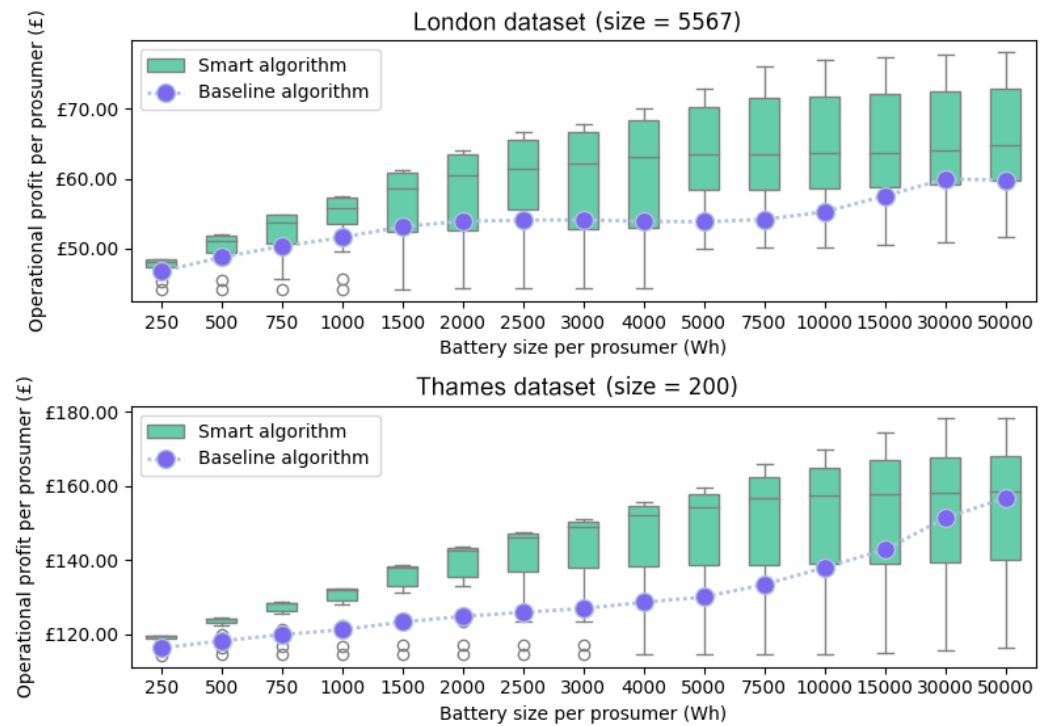 London dataset (size = 5567)
Operational profit per prosumer (£)
Smart algorithm
Baseline algorithm
£70.00
£60.00
£50.00
250 500 750 1000 1500 2000 2500 3000 4000 5000 7500 10000 15000 30000 50000
Battery size per prosumer (Wh)
Thames dataset (size = 200)
Operational profit per prosumer (£)
Smart algorithm
Baseline algorithm
£180.00
£160.00
£140.00
£120.00
250 500 750 1000 1500 2000 2500 3000 4000 5000 7500 10000 15000 30000 50000
Battery size per prosumer (Wh)